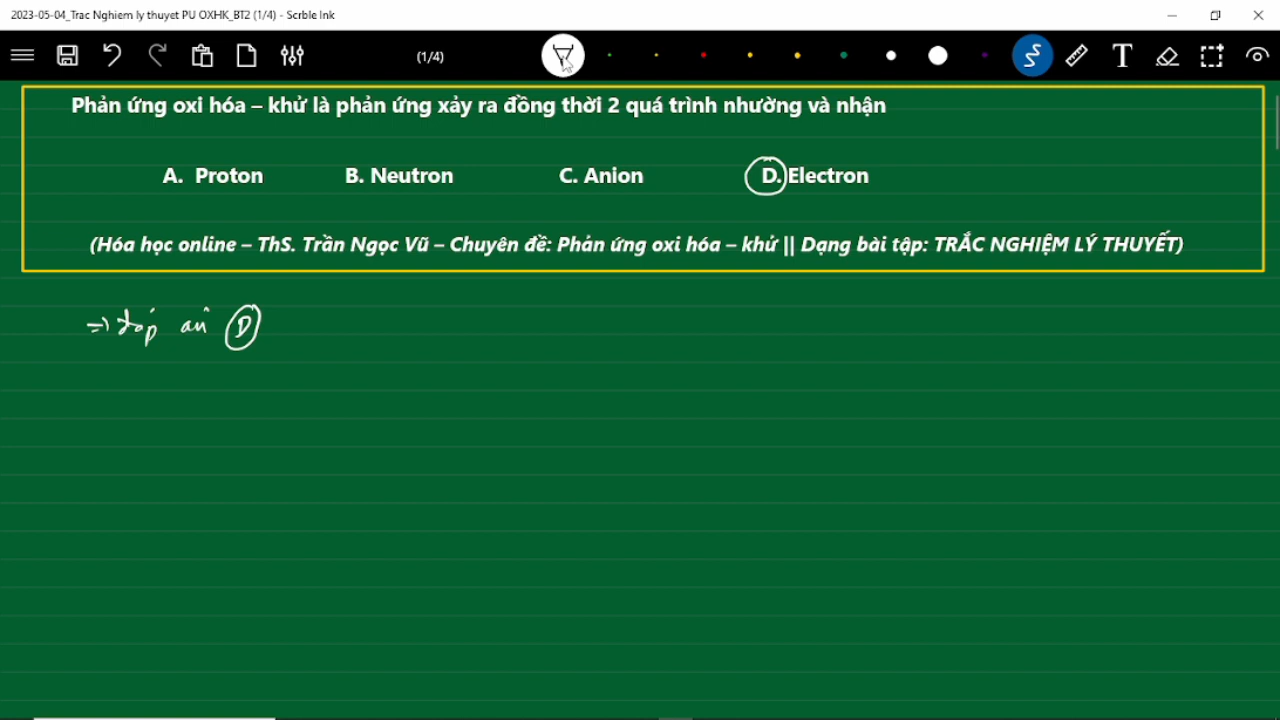 2023-05-04_Trac Nghiem ly thuyet PU OXHK_BT2 (1/4) - Scrble Ink
(1/4)
T
Phản ứng oxi hóa – khử là phản ứng xảy ra đồng thời 2 quá trình nhường và nhận
A. Proton B. Neutron C. Anion D. Electron
(Hóa học online – ThS. Trần Ngọc Vũ – Chuyên đề: Phản ứng oxi hóa – khử || Dạng bài tập: TRẮC NGHIỆM LÝ THUYẾT)
=> đáp án D